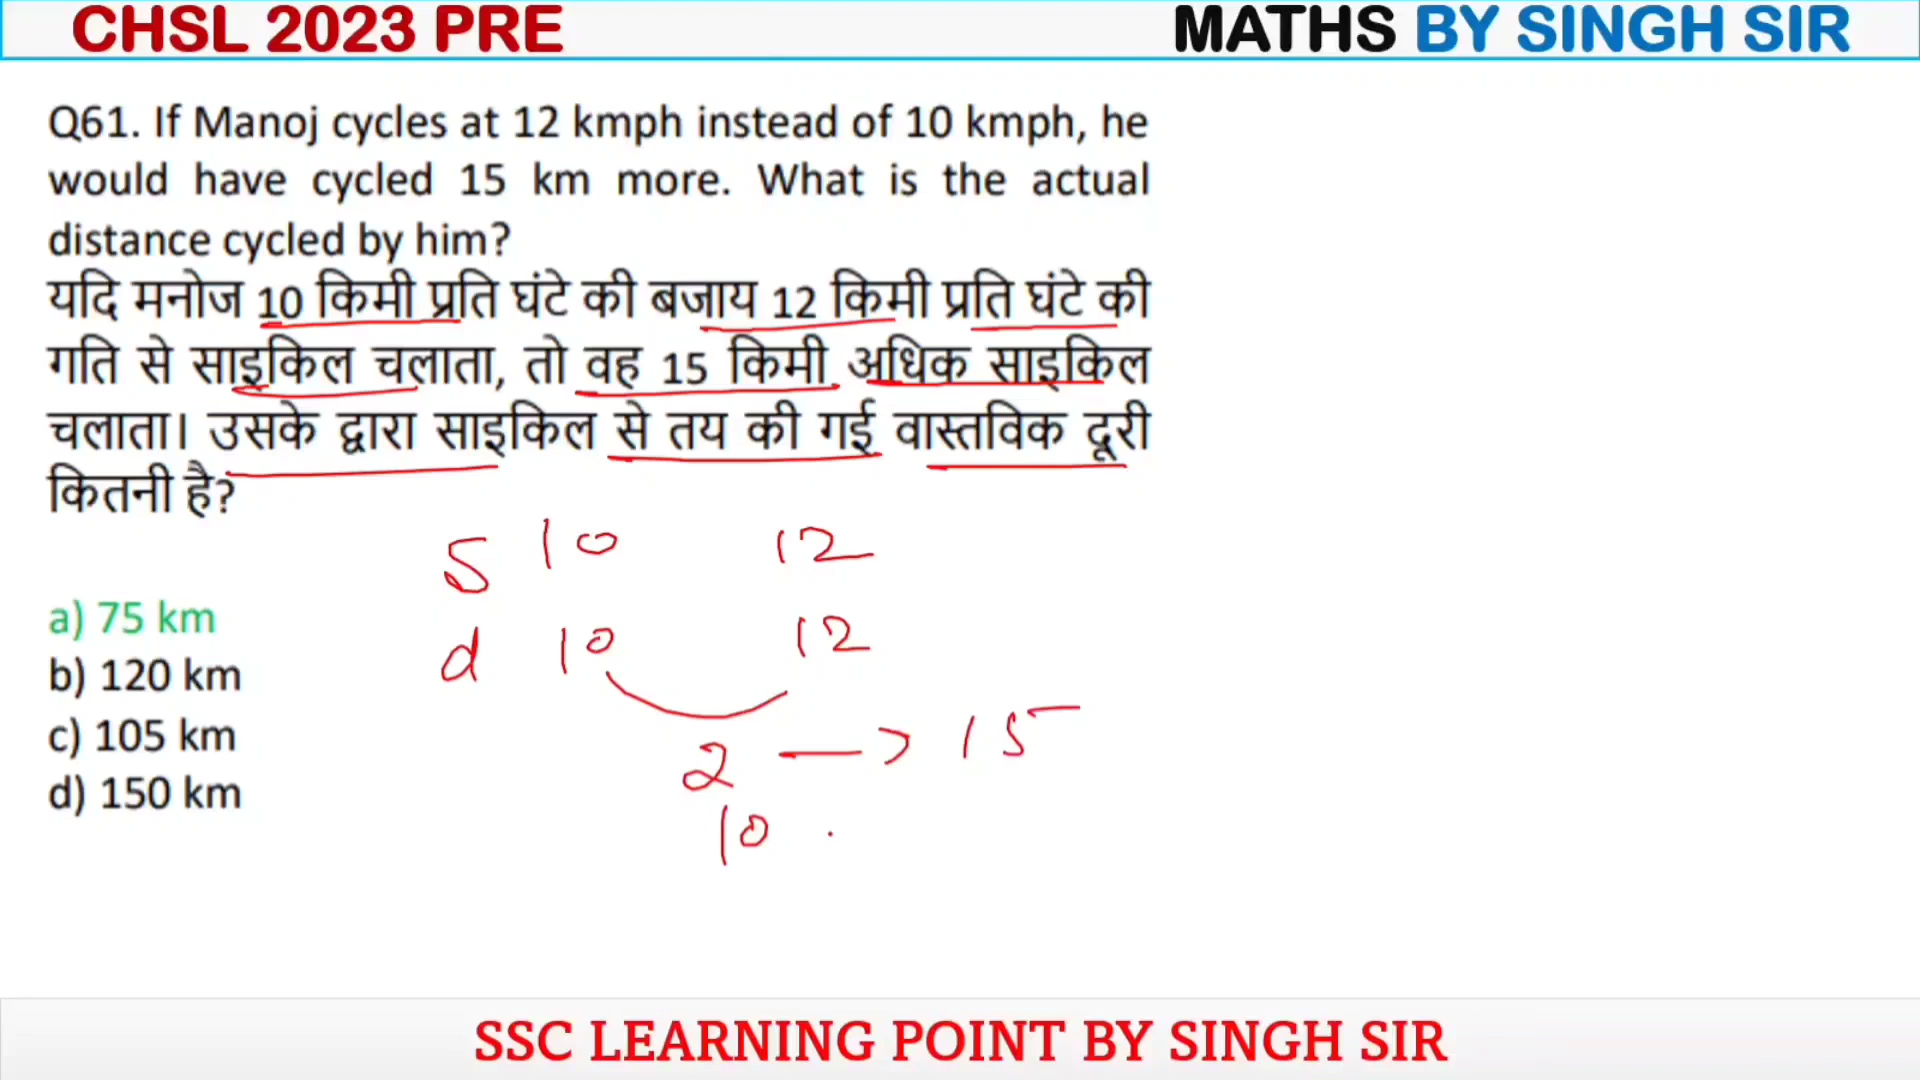 CHSL 2023 PRE
MATHS BY SINGH SIR
Q61. If Manoj cycles at 12 kmph instead of 10 kmph, he
would have cycled 15 km more. What is the actual
distance cycled by him?
यदि मनोज 10 किमी प्रति घंटे की बजाय 12 किमी प्रति घंटे की
गति से साइकिल चलाता, तो वह 15 किमी अधिक साइकिल
चलाता। उसके द्वारा साइकिल से तय की गई वास्तविक दूरी
कितनी है?
S 10 12
d 10 12
2 —> 15
10 .
a) 75 km
b) 120 km
c) 105 km
d) 150 km
SSC LEARNING POINT BY SINGH SIR